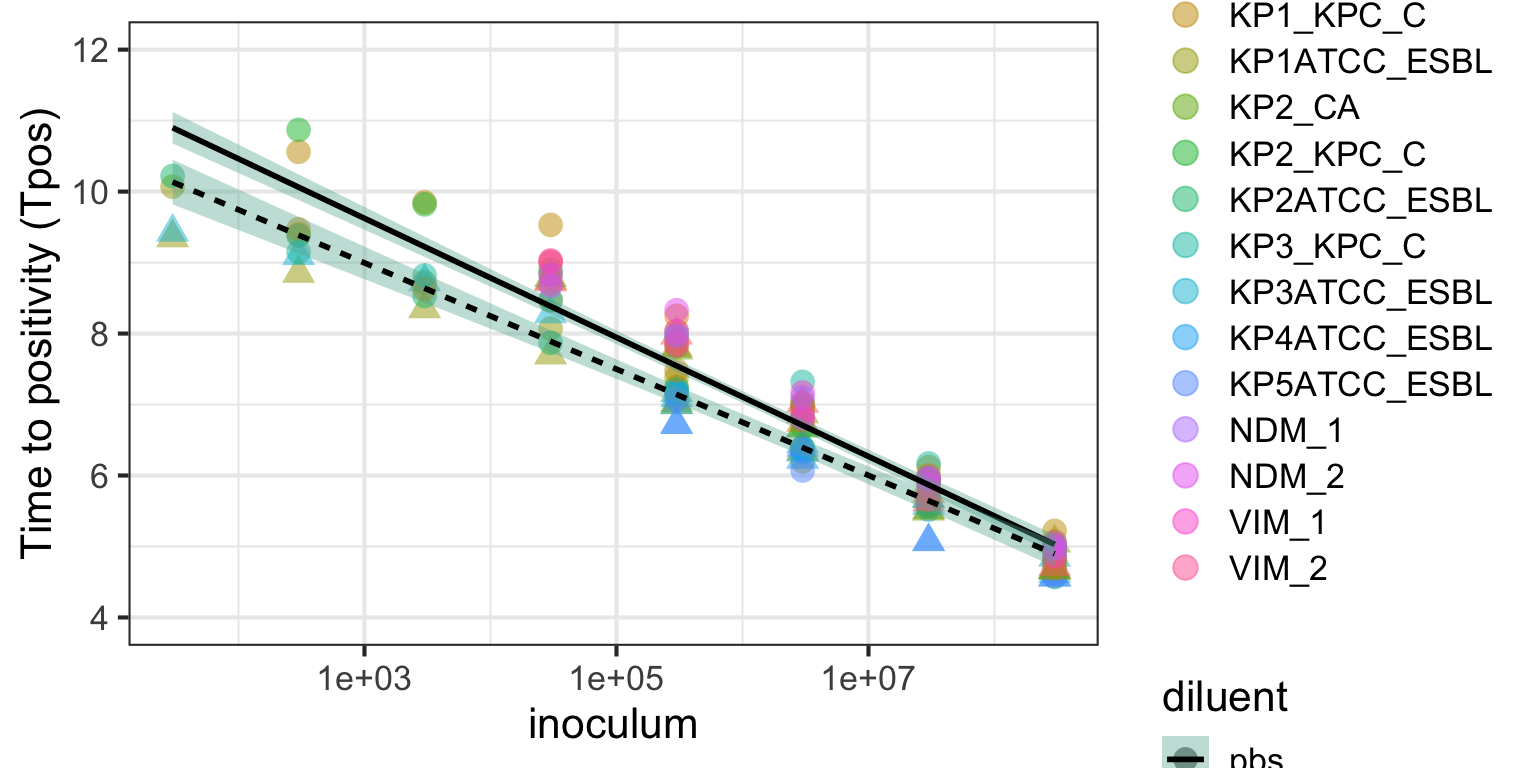 Time to positivity (Tpos)
12
10
8
6
4
1e+03
1e+05
1e+07
inoculum
KP1_KPC_C
KP1ATCC_ESBL
KP2_CA
KP2_KPC_C
KP2ATCC_ESBL
KP3_KPC_C
KP3ATCC_ESBL
KP4ATCC_ESBL
KP5ATCC_ESBL
NDM_1
NDM_2
VIM_1
VIM_2
diluent
pbs